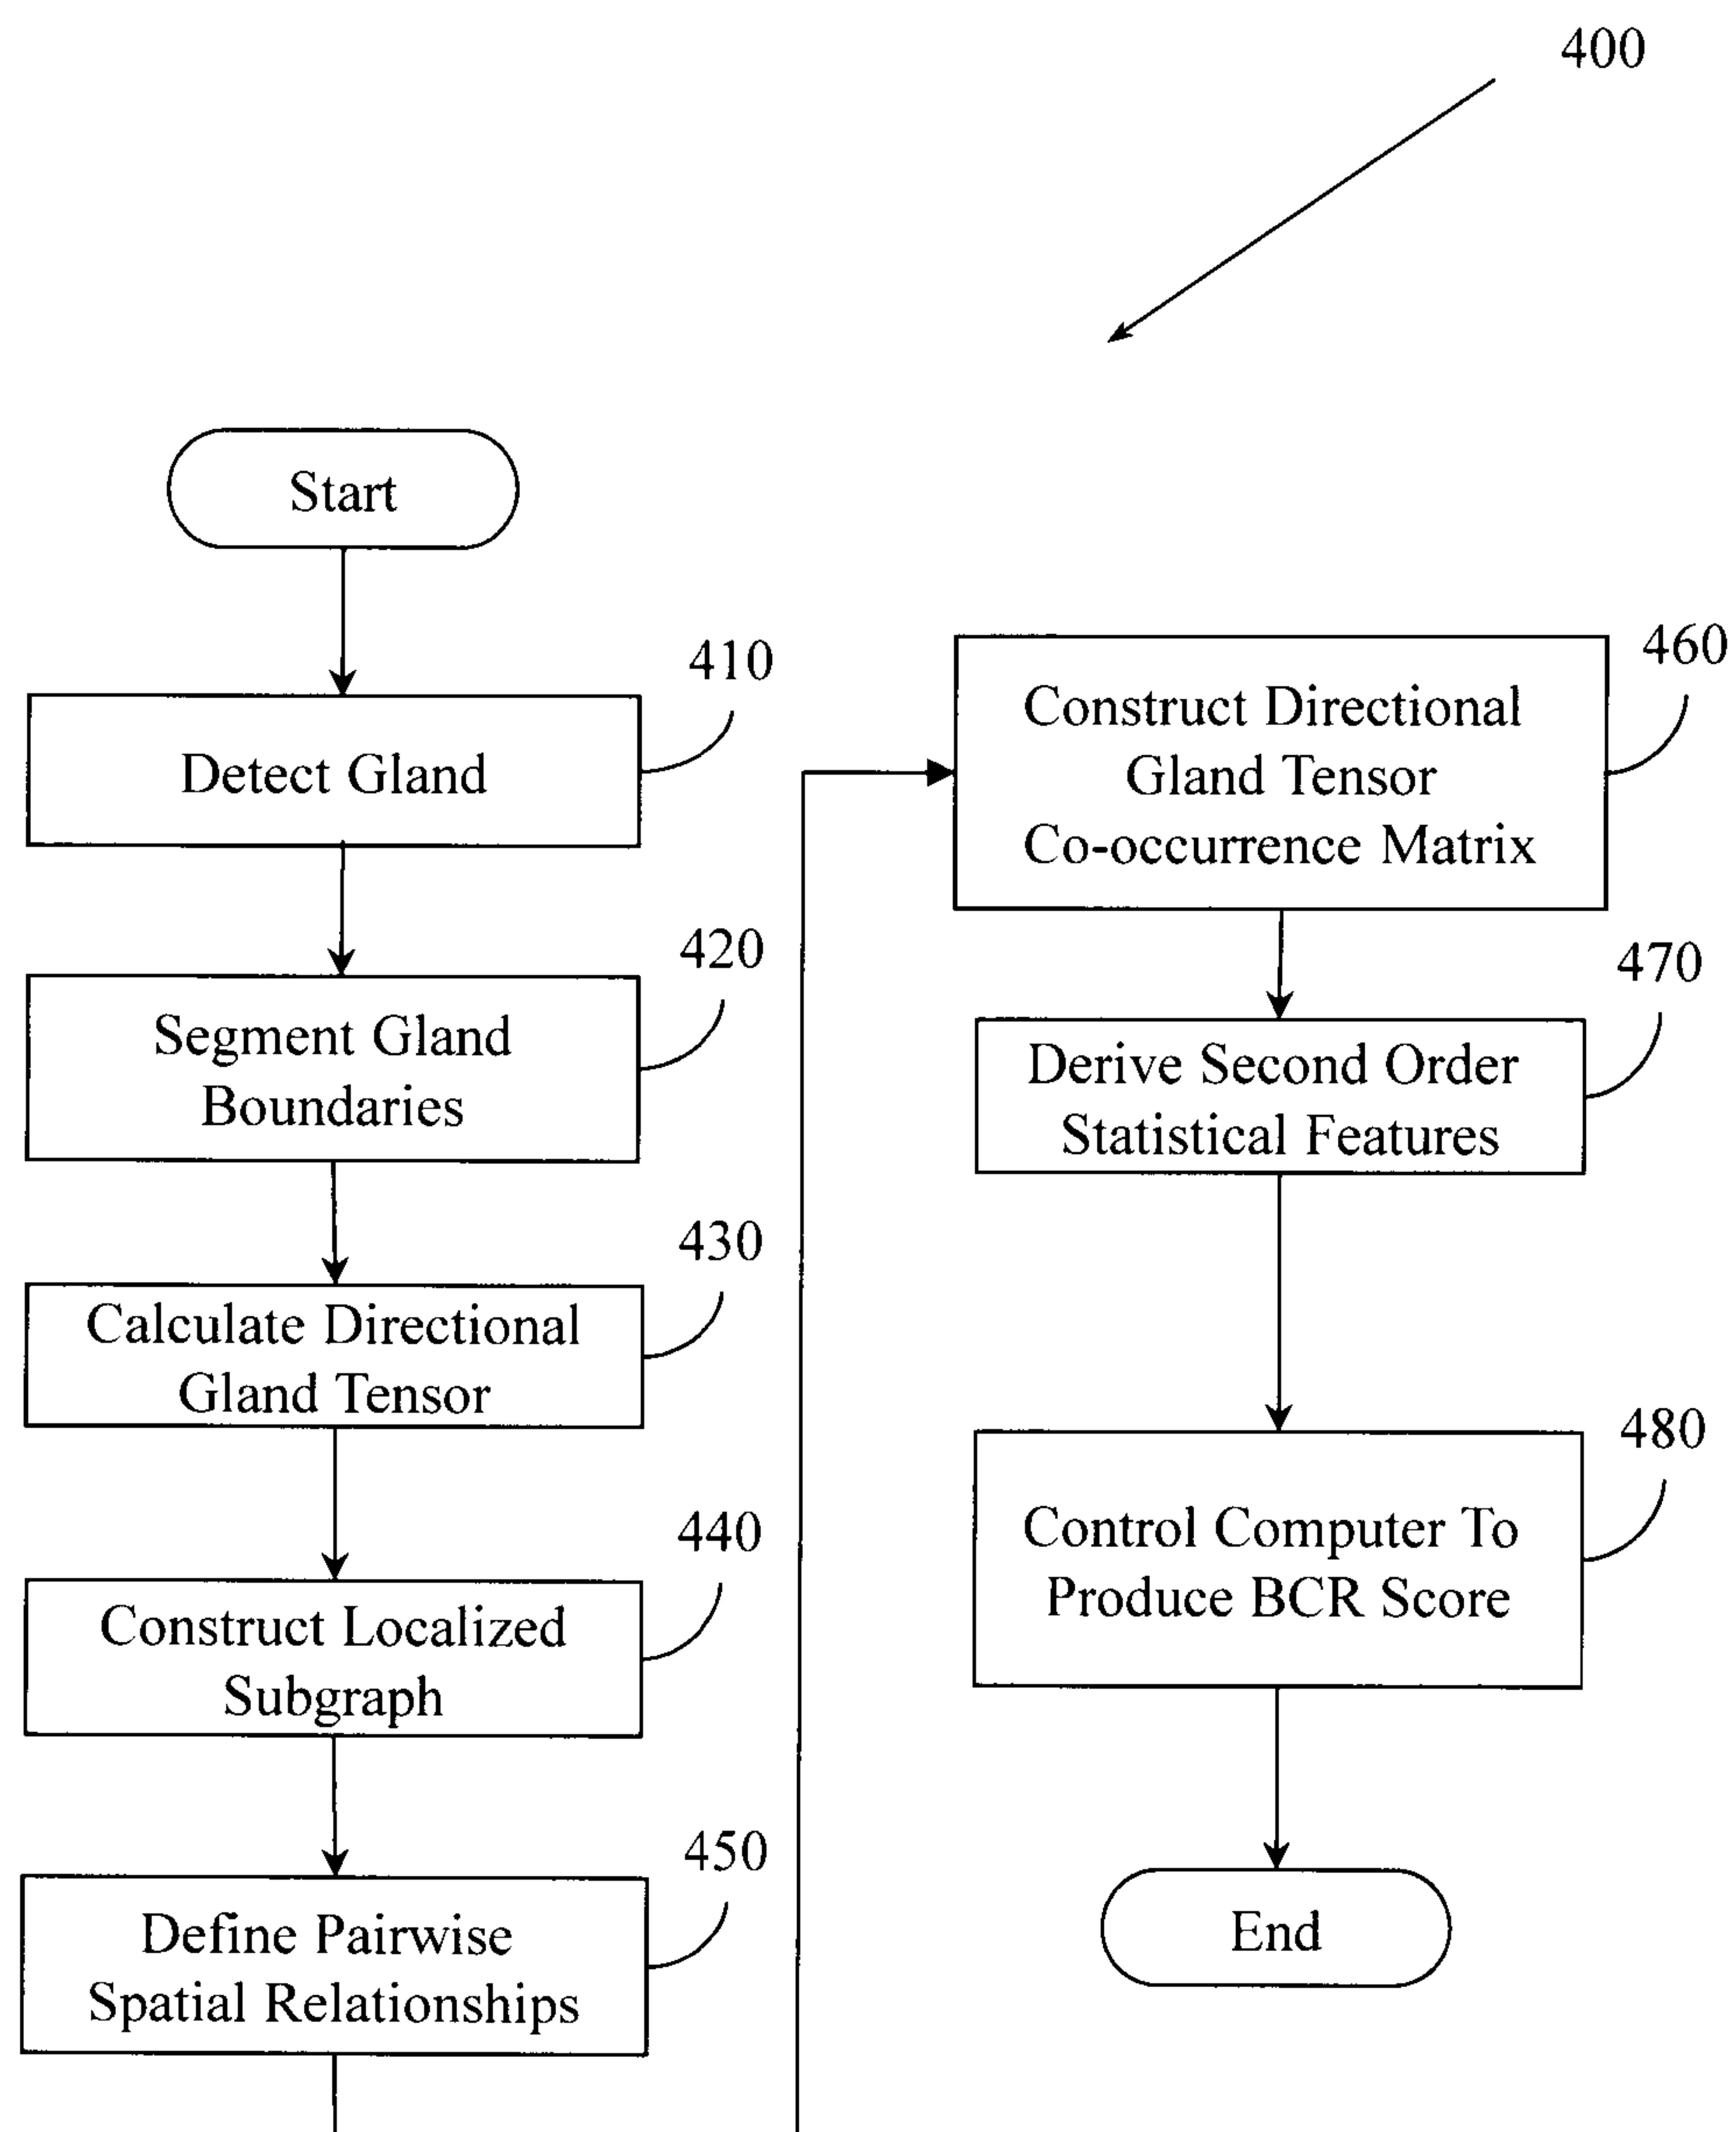 400
Start
410
Detect Gland
420
Segment Gland
Boundaries
430
Calculate Directional
Gland Tensor
440
Construct Localized
Subgraph
450
Define Pairwise
Spatial Relationships
460
Construct Directional
Gland Tensor
Co-occurrence Matrix
470
Derive Second Order
Statistical Features
480
Control Computer To
Produce BCR Score
End